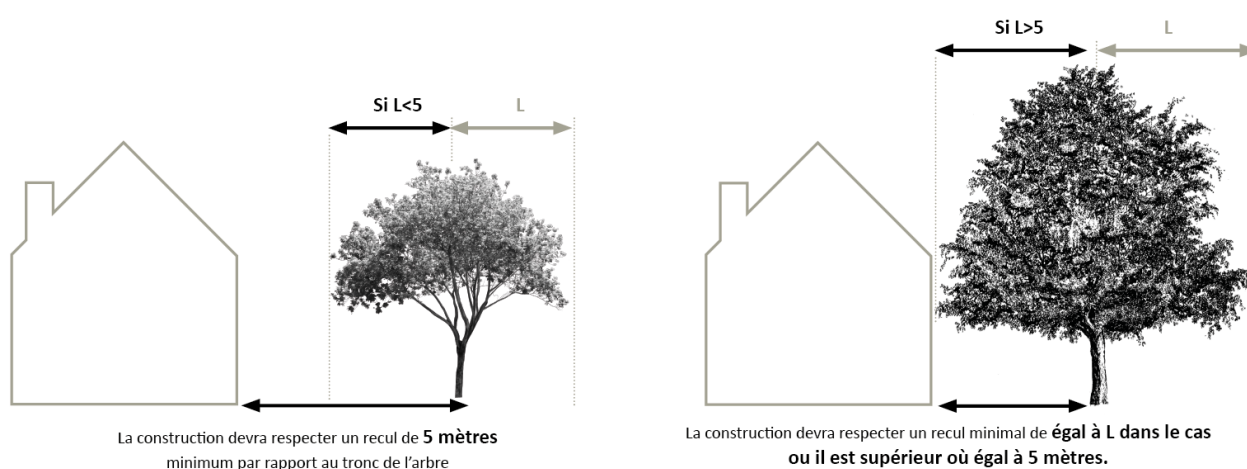 Si L<5
L
La construction devra respecter un recul de 5 mètres
minimum par rapport au tronc de l'arbre
Si L>5
L
La construction devra respecter un recul minimal de égal à L dans le cas
ou il est supérieur où égal à 5 mètres.